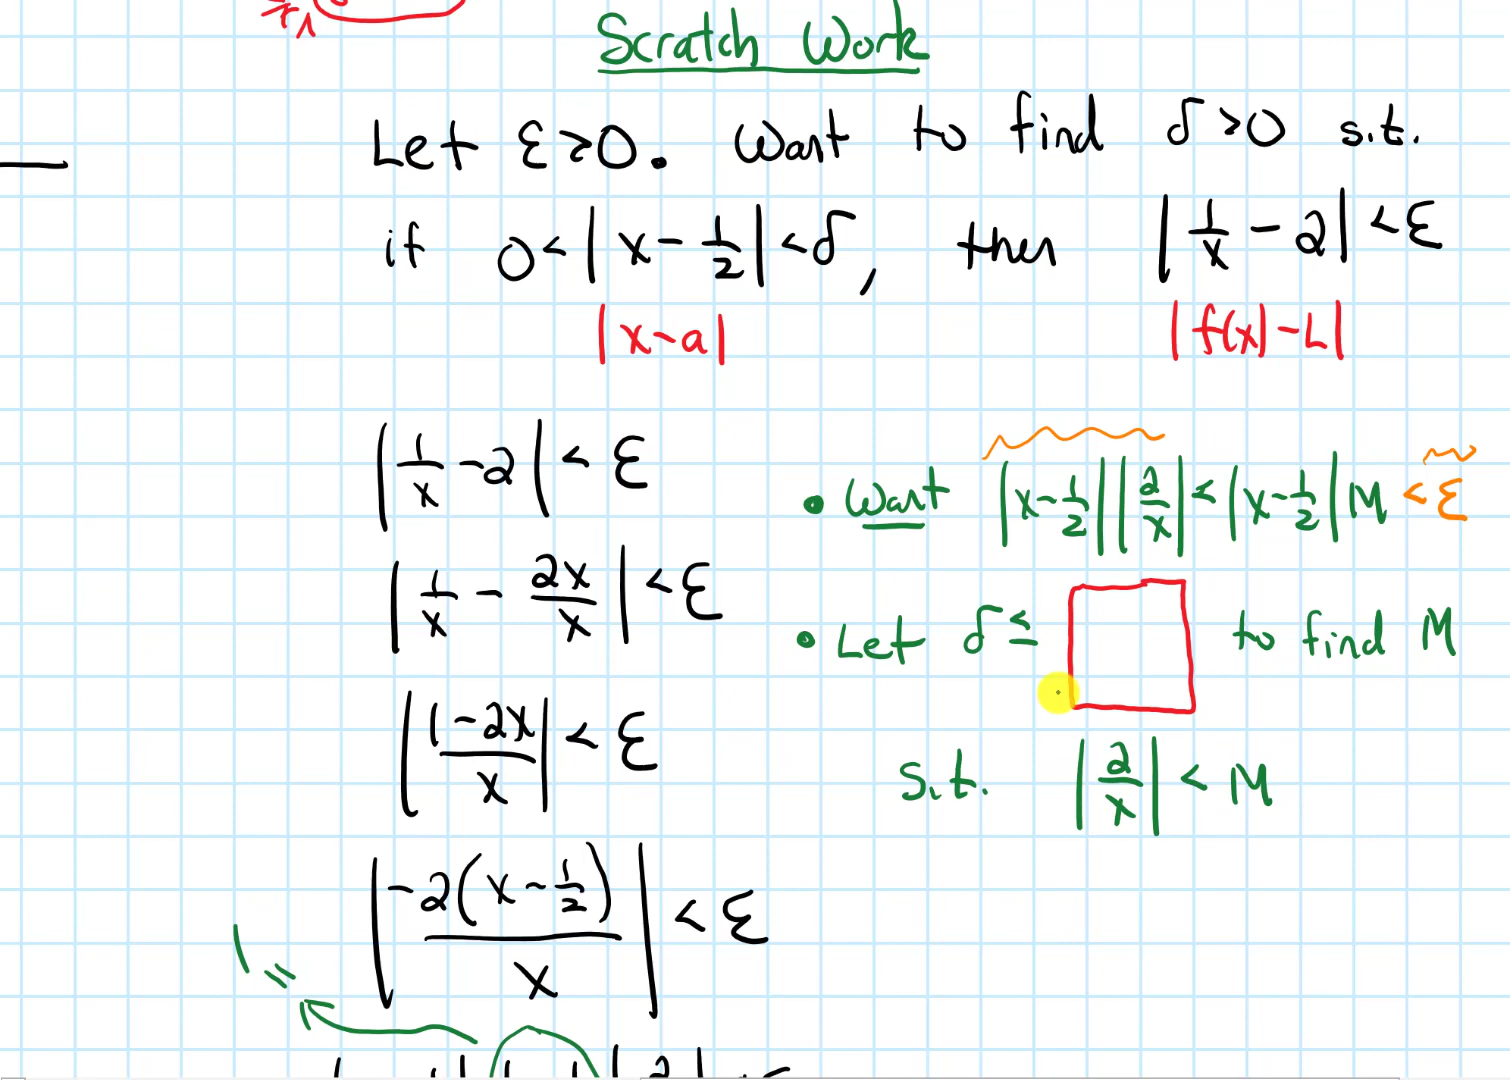 ≠1
Scratch Work
Let ε>0. Want to find δ>0 s.t.
if 0<|x-1/2|<δ, then |1/x - 2|<ε
|x-a| |f(x)-L|
|1/x -2| < ε
|1/x - 2x/x| < ε
|(1-2x)/x| < ε
|-2(x-1/2)/x| < ε
• Want |x-1/2||2/x| < |x-1/2|M < ε
• Let δ ≤ to find M
s.t. |2/x| < M